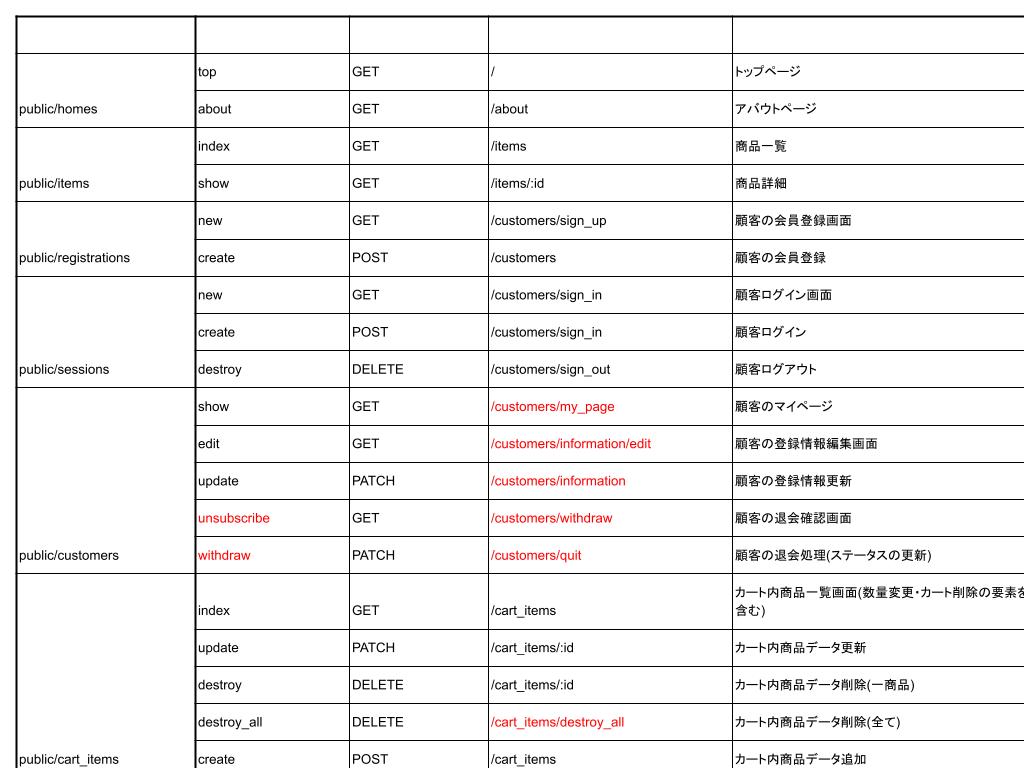 top GET / トップページ
public/homes about GET /about アバウトページ
index GET /items 商品一覧
public/items show GET /items/:id 商品詳細
new GET /customers/sign_up 顧客の会員登録画面
public/registrations create POST /customers 顧客の会員登録
new GET /customers/sign_in 顧客ログイン画面
create POST /customers/sign_in 顧客ログイン
public/sessions destroy DELETE /customers/sign_out 顧客ログアウト
show GET /customers/my_page 顧客のマイページ
edit GET /customers/information/edit 顧客の登録情報編集画面
update PATCH /customers/information 顧客の登録情報更新
unsubscribe GET /customers/withdraw 顧客の退会確認画面
public/customers withdraw PATCH /customers/quit 顧客の退会処理(ステータスの更新)
index GET /cart_items カート内商品一覧画面(数量変更・カート削除の要素を
含む)
update PATCH /cart_items/:id カート内商品データ更新
destroy DELETE /cart_items/:id カート内商品データ削除(一商品)
destroy_all DELETE /cart_items/destroy_all カート内商品データ削除(全て)
public/cart_items create POST /cart_items カート内商品データ追加